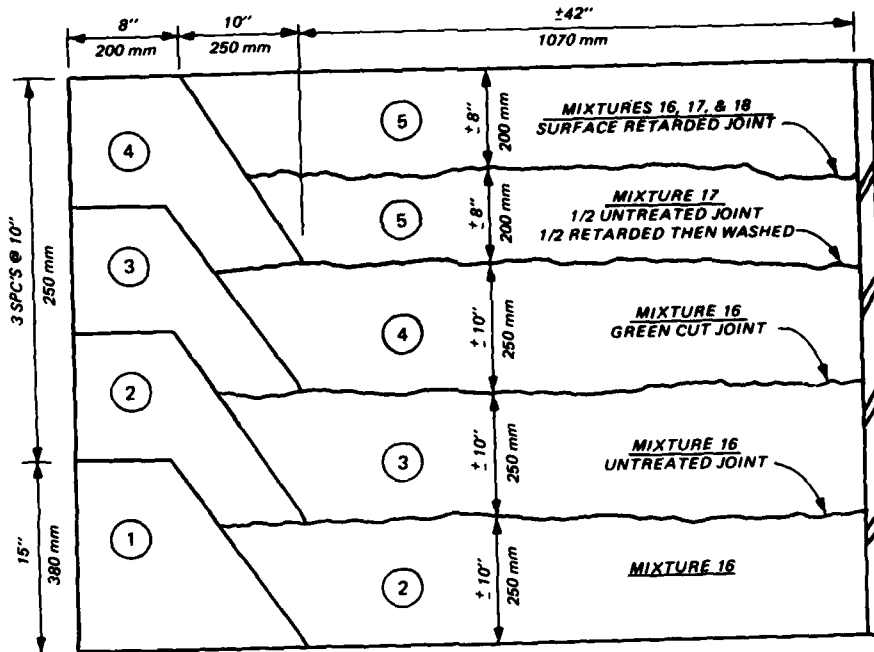 8" 10" ±42"
200 mm 250 mm 1070 mm
3 SPC'S @ 10"
250 mm
15"
380 mm
4
3
2
1
5
±8"
200 mm
MIXTURES 16, 17, & 18
SURFACE RETARDED JOINT
5
±8"
200 mm
MIXTURE 17
1/2 UNTREATED JOINT
1/2 RETARDED THEN WASHED
4
±10"
250 mm
MIXTURE 16
GREEN CUT JOINT
3
±10"
250 mm
MIXTURE 16
UNTREATED JOINT
2
±10"
250 mm
MIXTURE 16